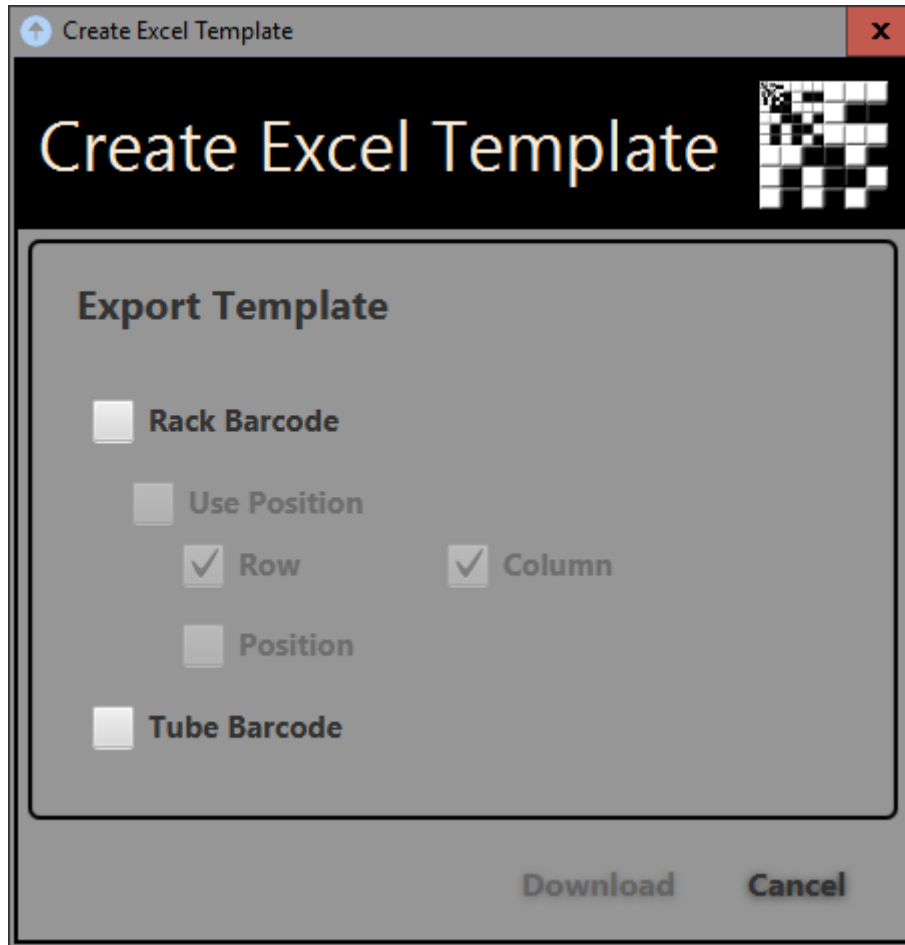 Create Excel Template
x
Create Excel Template
Export Template
Rack Barcode
Use Position
Row Column
Position
Tube Barcode
Download Cancel